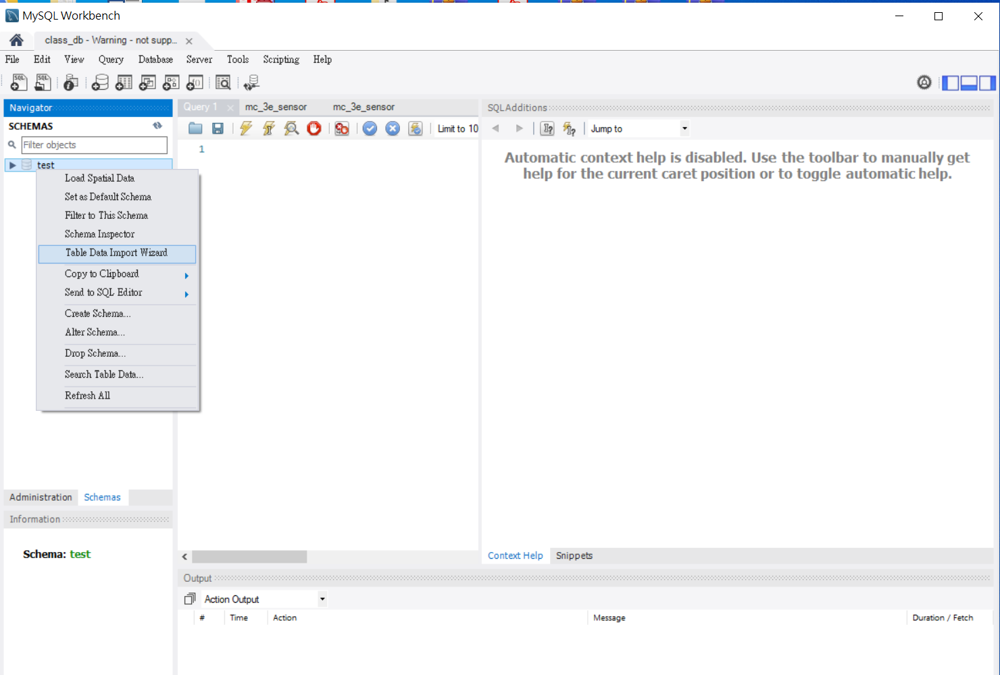 MySQL Workbench
class_db - Warning - not supp...
File Edit View Query Database Server Tools Scripting Help
Navigator
SCHEMAS
Filter objects
test
Load Spatial Data
Set as Default Schema
Filter to This Schema
Schema Inspector
Table Data Import Wizard
Copy to Clipboard
Send to SQL Editor
Create Schema...
Alter Schema...
Drop Schema...
Search Table Data...
Refresh All
Administration Schemas
Information
Schema: test
Query 1 mc_3e_sensor mc_3e_sensor
Limit to 10
1
SQLAdditions
Jump to
Automatic context help is disabled. Use the toolbar to manually get
help for the current caret position or to toggle automatic help.
Context Help Snippets
Output
Action Output
# Time Action Message Duration / Fetch